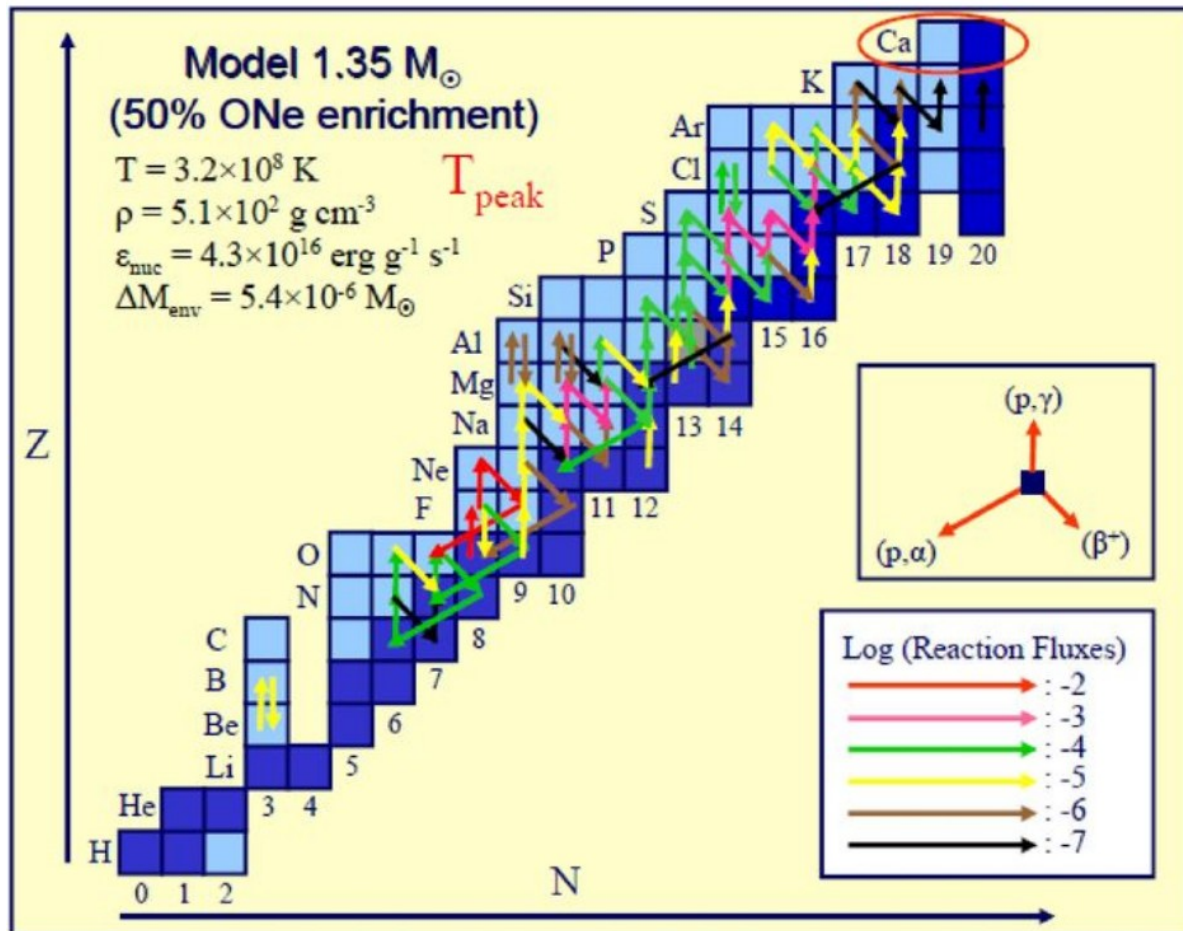 Model 1.35 M☉
(50% ONe enrichment)
T = 3.2×10⁸ K
ρ = 5.1×10² g cm⁻³
εnuc = 4.3×10¹⁶ erg g⁻¹ s⁻¹
ΔMenv = 5.4×10⁻⁶ M☉
Tpeak
Ca
K
Ar
Cl
S
P
Si
Al
Mg
Na
Ne
F
O
N
C
B
Be
Li
He
H
Z
17 18 19 20
15 16
13 14
11 12
9 10
8
7
6
5
3 4
0 1 2
N
(p,γ)
(p,α)
(β⁺)
Log (Reaction Fluxes)
: -2
: -3
: -4
: -5
: -6
: -7